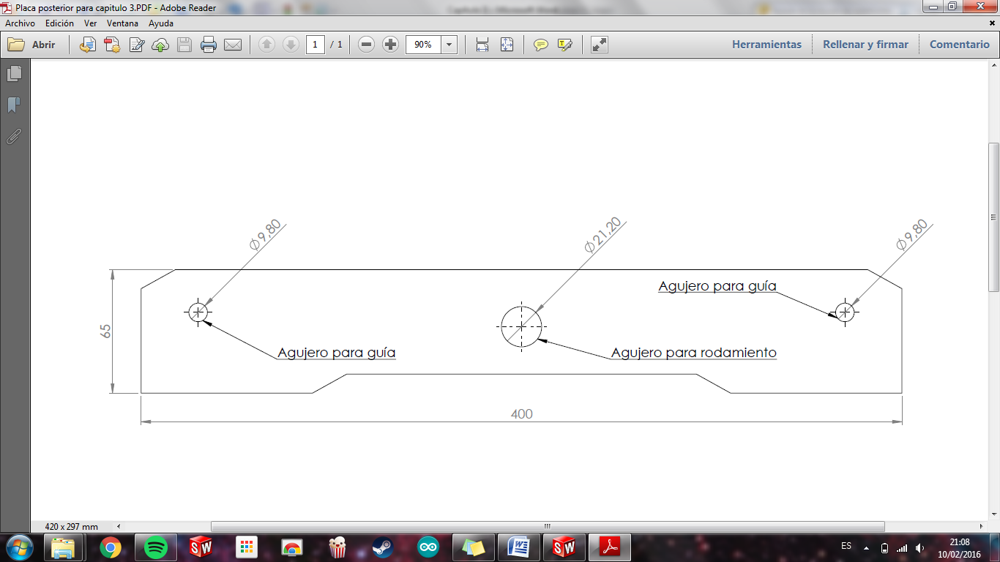 Placa posterior para capitulo 3.PDF - Adobe Reader
Archivo Edición Ver Ventana Ayuda
Abrir 1 / 1 90% Herramientas Rellenar y firmar Comentario
Ø9,80
Ø21,20
Ø9,80
Agujero para guía
65
Agujero para guía
Agujero para rodamiento
400
420 x 297 mm
SW SW
ES 21:08
10/02/2016